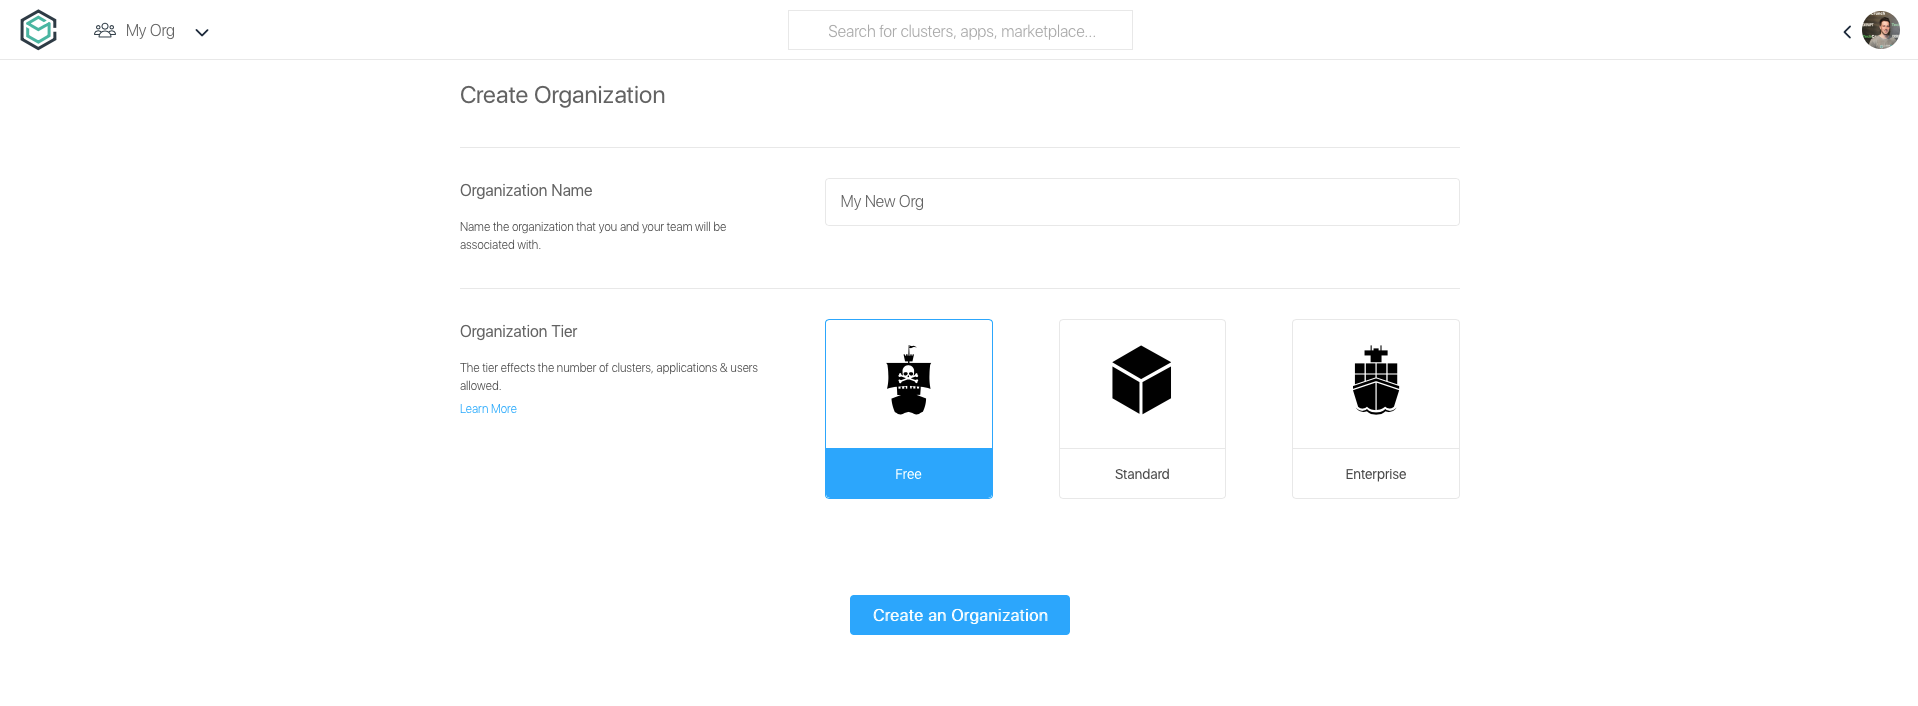 My Org
Search for clusters, apps, marketplace...
Create Organization
Organization Name
My New Org
Name the organization that you and your team will be
associated with.
Organization Tier
The tier effects the number of clusters, applications & users
allowed.
Learn More
Free
Standard
Enterprise
Create an Organization